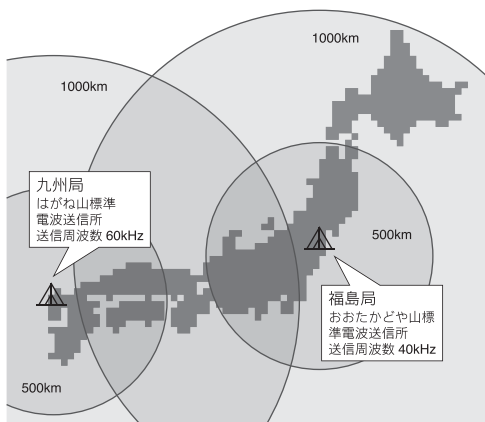 1000km
1000km
九州局
はがね山標準
電波送信所
送信周波数 60kHz
500km
福島局
おおたかどや山標
準電波送信所
送信周波数 40kHz
500km